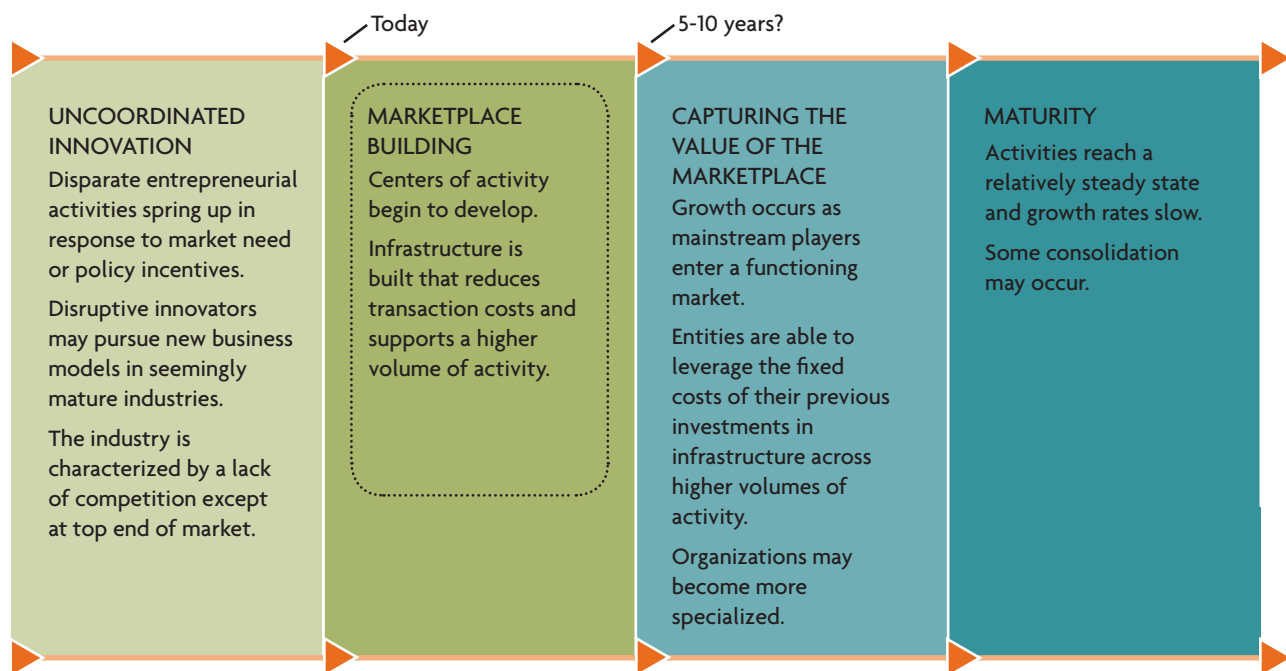 Today
5-10 years?
UNCOORDINATED
INNOVATION
Disparate entrepreneurial
activities spring up in
response to market need
or policy incentives.
Disruptive innovators
may pursue new business
models in seemingly
mature industries.
The industry is
characterized by a lack
of competition except
at top end of market.
MARKETPLACE
BUILDING
Centers of activity
begin to develop.
Infrastructure is
built that reduces
transaction costs and
supports a higher
volume of activity.
CAPTURING THE
VALUE OF THE
MARKETPLACE
Growth occurs as
mainstream players
enter a functioning
market.
Entities are able to
leverage the fixed
costs of their previous
investments in
infrastructure across
higher volumes of
activity.
Organizations may
become more
specialized.
MATURITY
Activities reach a
relatively steady state
and growth rates slow.
Some consolidation
may occur.